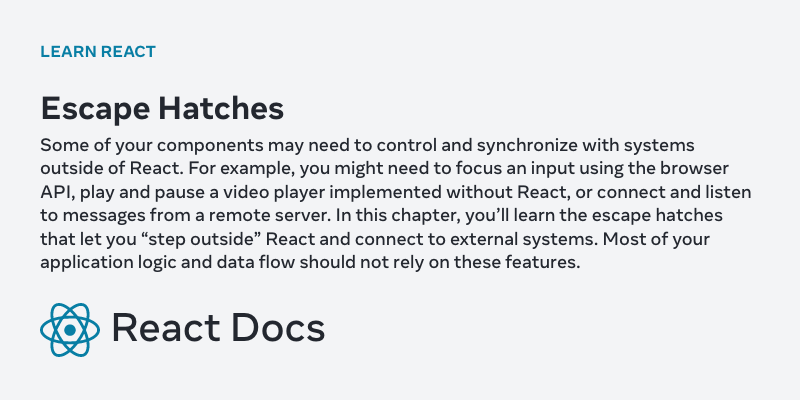 LEARN REACT
Escape Hatches
Some of your components may need to control and synchronize with systems
outside of React. For example, you might need to focus an input using the browser
API, play and pause a video player implemented without React, or connect and listen
to messages from a remote server. In this chapter, you’ll learn the escape hatches
that let you “step outside” React and connect to external systems. Most of your
application logic and data flow should not rely on these features.
React Docs